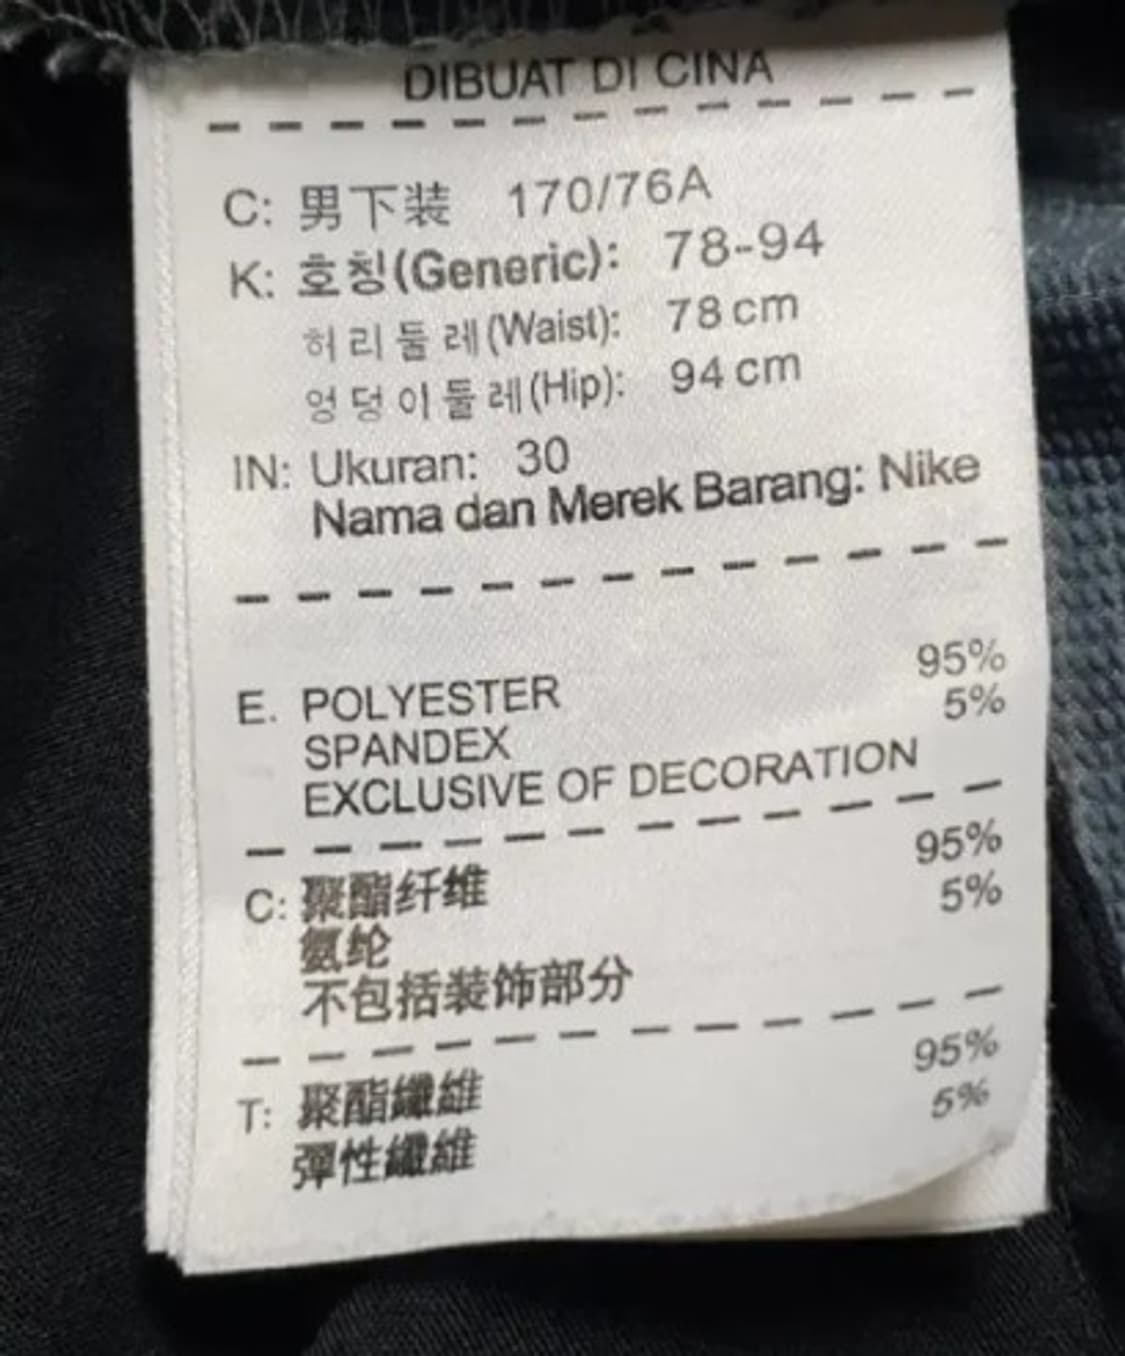 DIBUAT DI CINA
C: 男下装 170/76A
K: 호칭(Generic): 78-94
허리둘레(Waist): 78 cm
엉덩이둘레(Hip): 94 cm
IN: Ukuran: 30
Nama dan Merek Barang: Nike
E. POLYESTER 95%
SPANDEX 5%
EXCLUSIVE OF DECORATION
C: 聚酯纤维 95%
氨纶 5%
不包括装饰部分
T: 聚酯纖維 95%
彈性纖維 5%